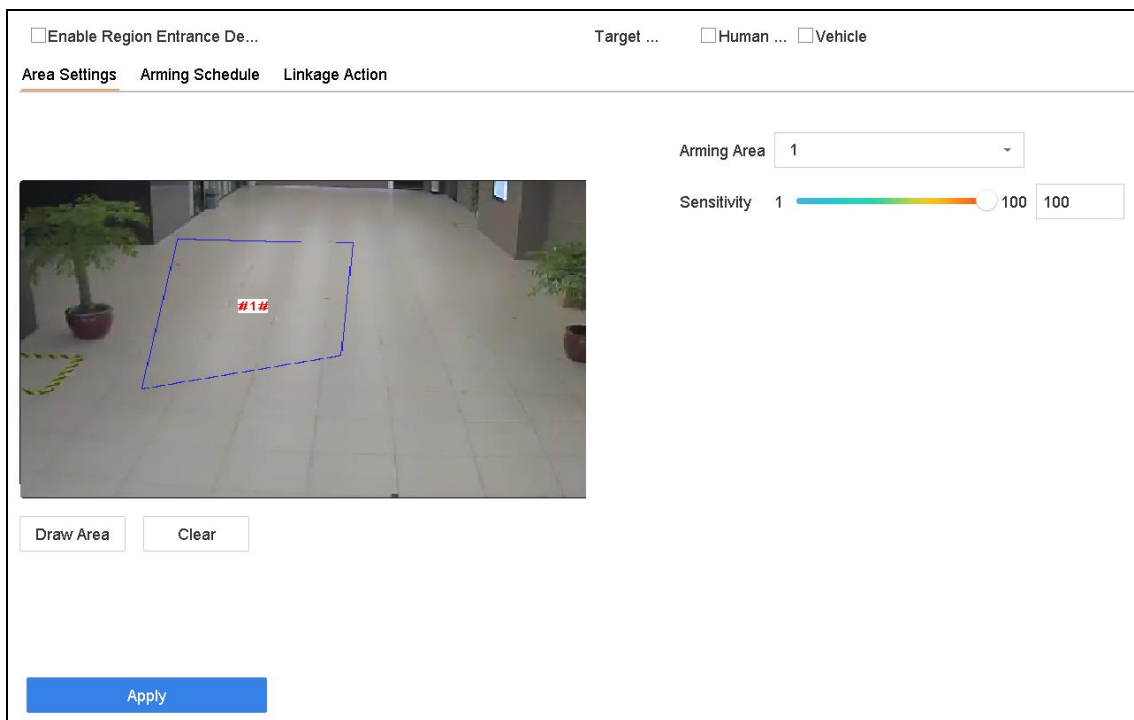 Enable Region Entrance De... Target ... Human ... Vehicle
Area Settings Arming Schedule Linkage Action
Arming Area 1
Sensitivity 1 100 100
#1#
Draw Area Clear
Apply